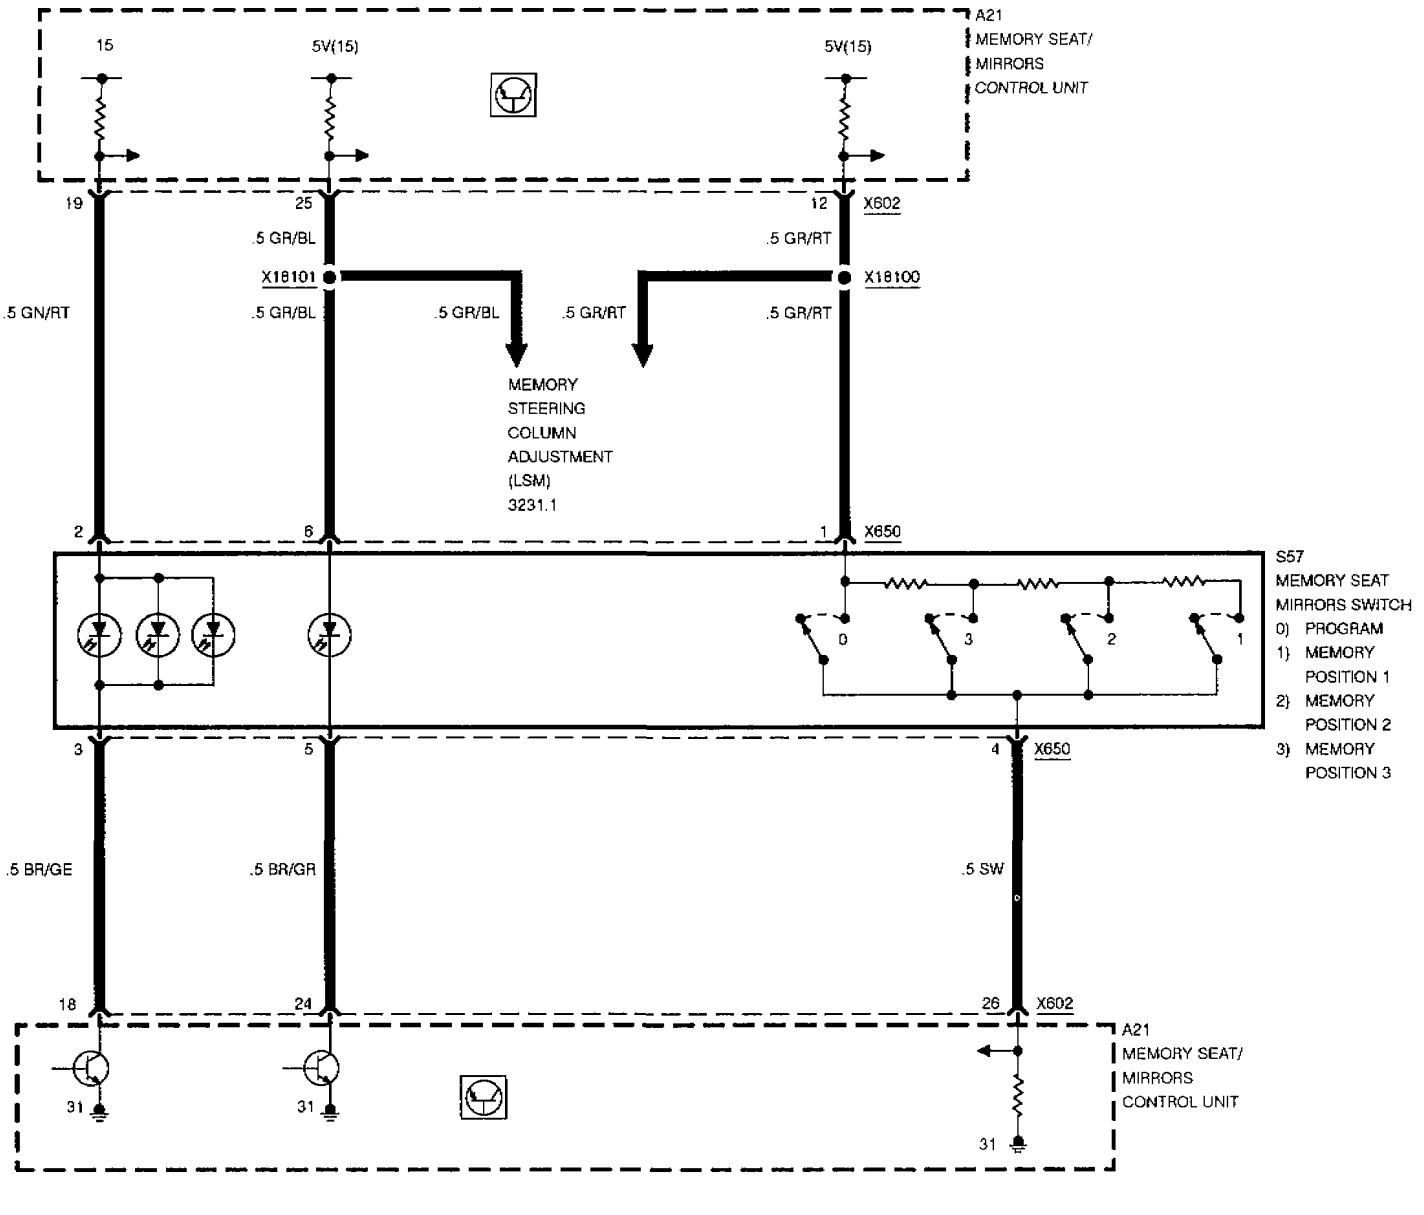 A21
MEMORY SEAT/
MIRRORS
CONTROL UNIT
15
5V(15)
5V(15)
19
25
12
X602
.5 GR/BL
.5 GR/RT
X18101
X18100
.5 GN/RT
.5 GR/BL
.5 GR/BL
.5 GR/RT
.5 GR/RT
MEMORY
STEERING
COLUMN
ADJUSTMENT
(LSM)
3231.1
2
6
1
X650
S57
MEMORY SEAT
MIRRORS SWITCH
0) PROGRAM
1) MEMORY
POSITION 1
2) MEMORY
POSITION 2
3) MEMORY
POSITION 3
0
3
2
1
3
5
4
X650
.5 BR/GE
.5 BR/GR
.5 SW
18
24
26
X602
A21
MEMORY SEAT/
MIRRORS
CONTROL UNIT
31
31
31